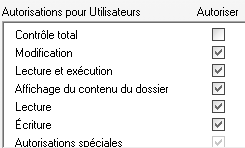 Autorisations pour Utilisateurs Autoriser
Contrôle total
Modification
Lecture et exécution
Affichage du contenu du dossier
Lecture
Écriture
Autorisations spéciales